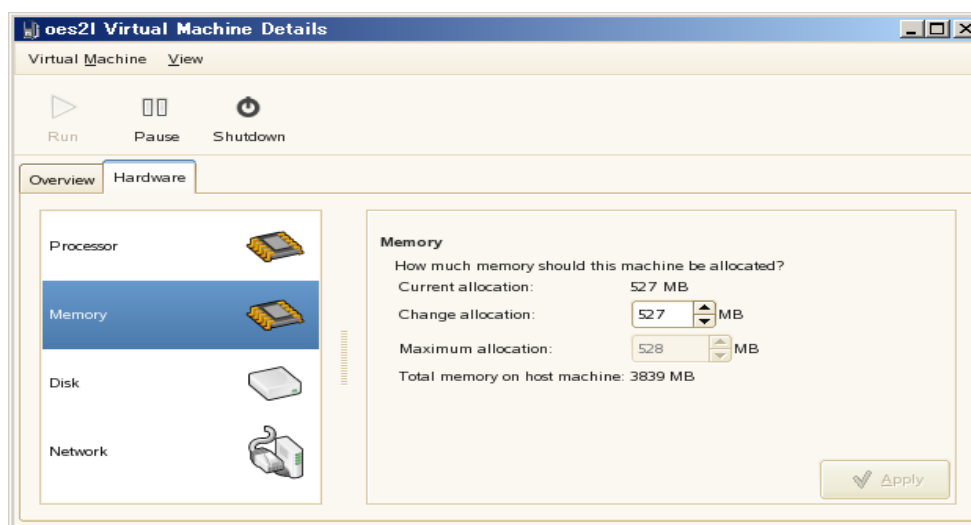 oes2l Virtual Machine Details
Virtual Machine View
Run Pause Shutdown
Overview Hardware
Processor
Memory
Disk
Network
Memory
How much memory should this machine be allocated?
Current allocation: 527 MB
Change allocation: 527 MB
Maximum allocation: 528 MB
Total memory on host machine: 3839 MB
Apply